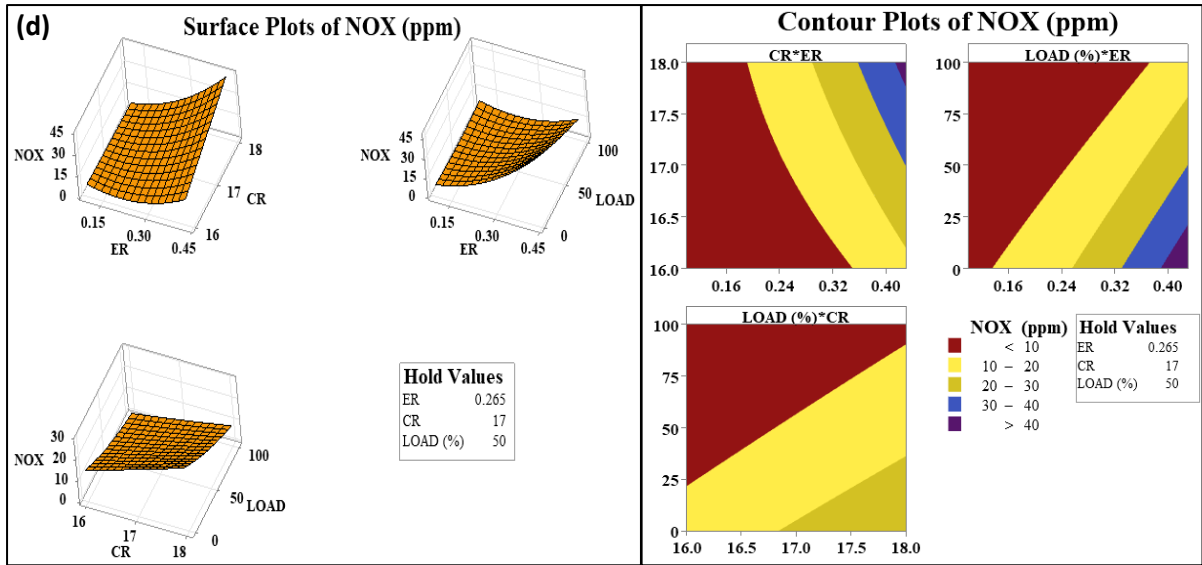 (d)
Surface Plots of NOX (ppm)
45
30
15
0
NOX
0.15
0.30
0.45
ER
16
17
18
CR
45
30
15
0
NOX
0.15
0.30
0.45
ER
0
50
100
LOAD
30
20
10
0
NOX
16
17
18
CR
0
50
100
LOAD
Hold Values
ER 0.265
CR 17
LOAD (%) 50
Contour Plots of NOX (ppm)
CR*ER
18.0
17.5
17.0
16.5
16.0
0.16 0.24 0.32 0.40
LOAD (%)*ER
100
75
50
25
0
0.16 0.24 0.32 0.40
LOAD (%)*CR
100
75
50
25
0
16.0 16.5 17.0 17.5 18.0
NOX (ppm)
< 10
10 – 20
20 – 30
30 – 40
> 40
Hold Values
ER 0.265
CR 17
LOAD (%) 50